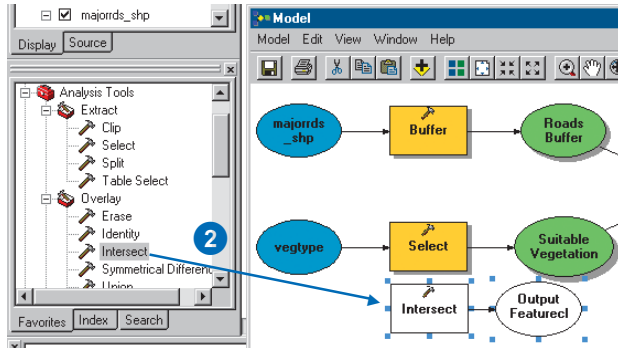 majorrds_shp
Display
Source
Analysis Tools
Extract
Clip
Select
Split
Table Select
Overlay
Erase
Identity
Intersect
Symmetrical Differenc
Union
Favorites
Index
Search
2
Model
Model Edit View Window Help
majorrds
_shp
Buffer
Roads
Buffer
vegtype
Select
Suitable
Vegetation
Intersect
Output
Featurecl